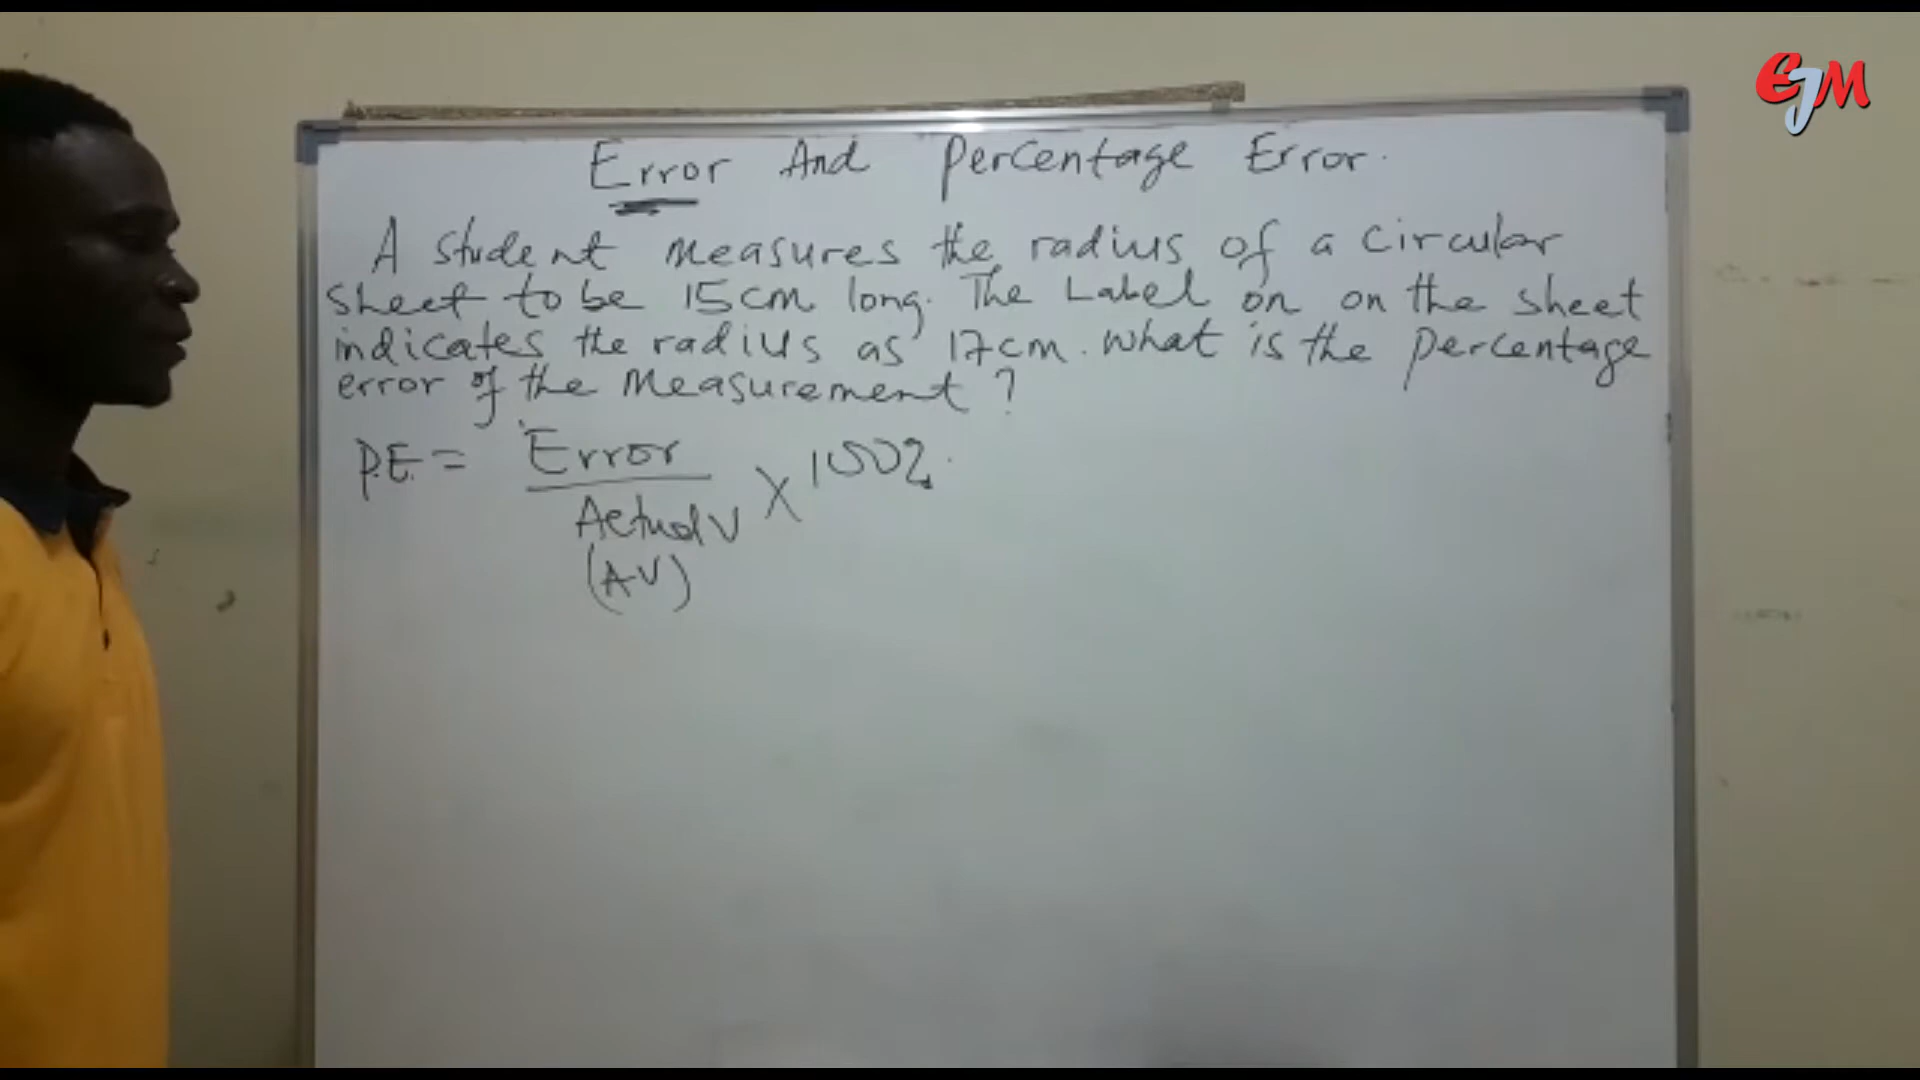 EJM
Error And Percentage Error.
A student measures the radius of a circular
sheet to be 15cm long. The Label on on the sheet
indicates the radius as 17cm. What is the percentage
error of the measurement?
P.E = Error
Actual V × 100%.
(AV)